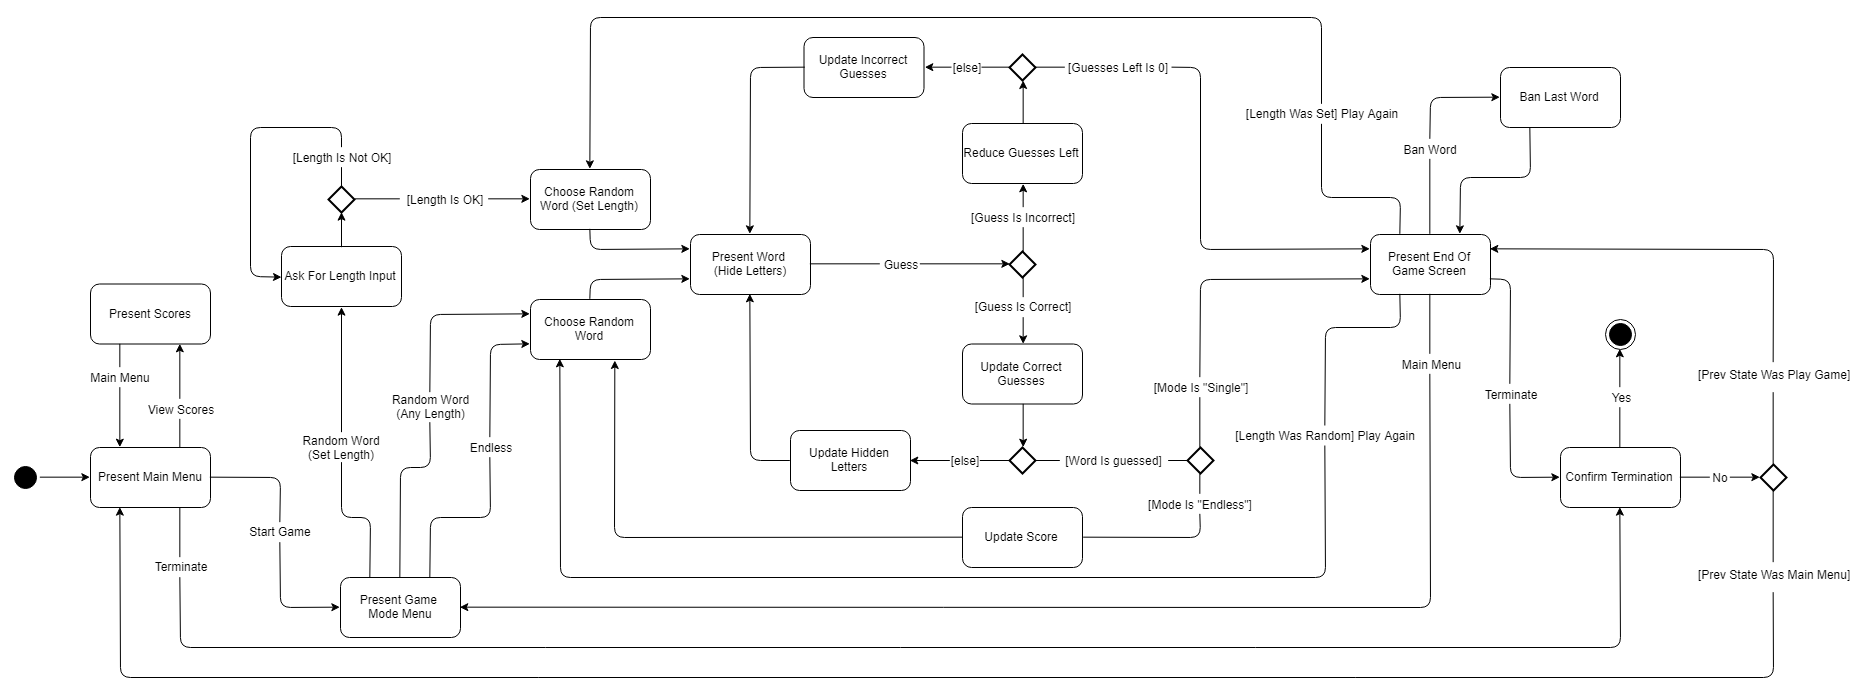 Update Incorrect
Guesses
[else]
[Guesses Left Is 0]
Ban Last Word
[Length Was Set] Play Again
Ban Word
Reduce Guesses Left
[Length Is Not OK]
[Length Is OK]
Choose Random
Word (Set Length)
[Guess Is Incorrect]
Present Word
(Hide Letters)
Guess
Present End Of
Game Screen
Ask For Length Input
Present Scores
Choose Random
Word
[Guess Is Correct]
Update Correct
Guesses
Main Menu
View Scores
Random Word
(Any Length)
[Mode Is "Single"]
Main Menu
Terminate
Yes
[Prev State Was Play Game]
Random Word
(Set Length)
Endless
[Length Was Random] Play Again
Update Hidden
Letters
[else]
[Word Is guessed]
Present Main Menu
Confirm Termination
No
[Mode Is "Endless"]
Start Game
Update Score
Terminate
[Prev State Was Main Menu]
Present Game
Mode Menu